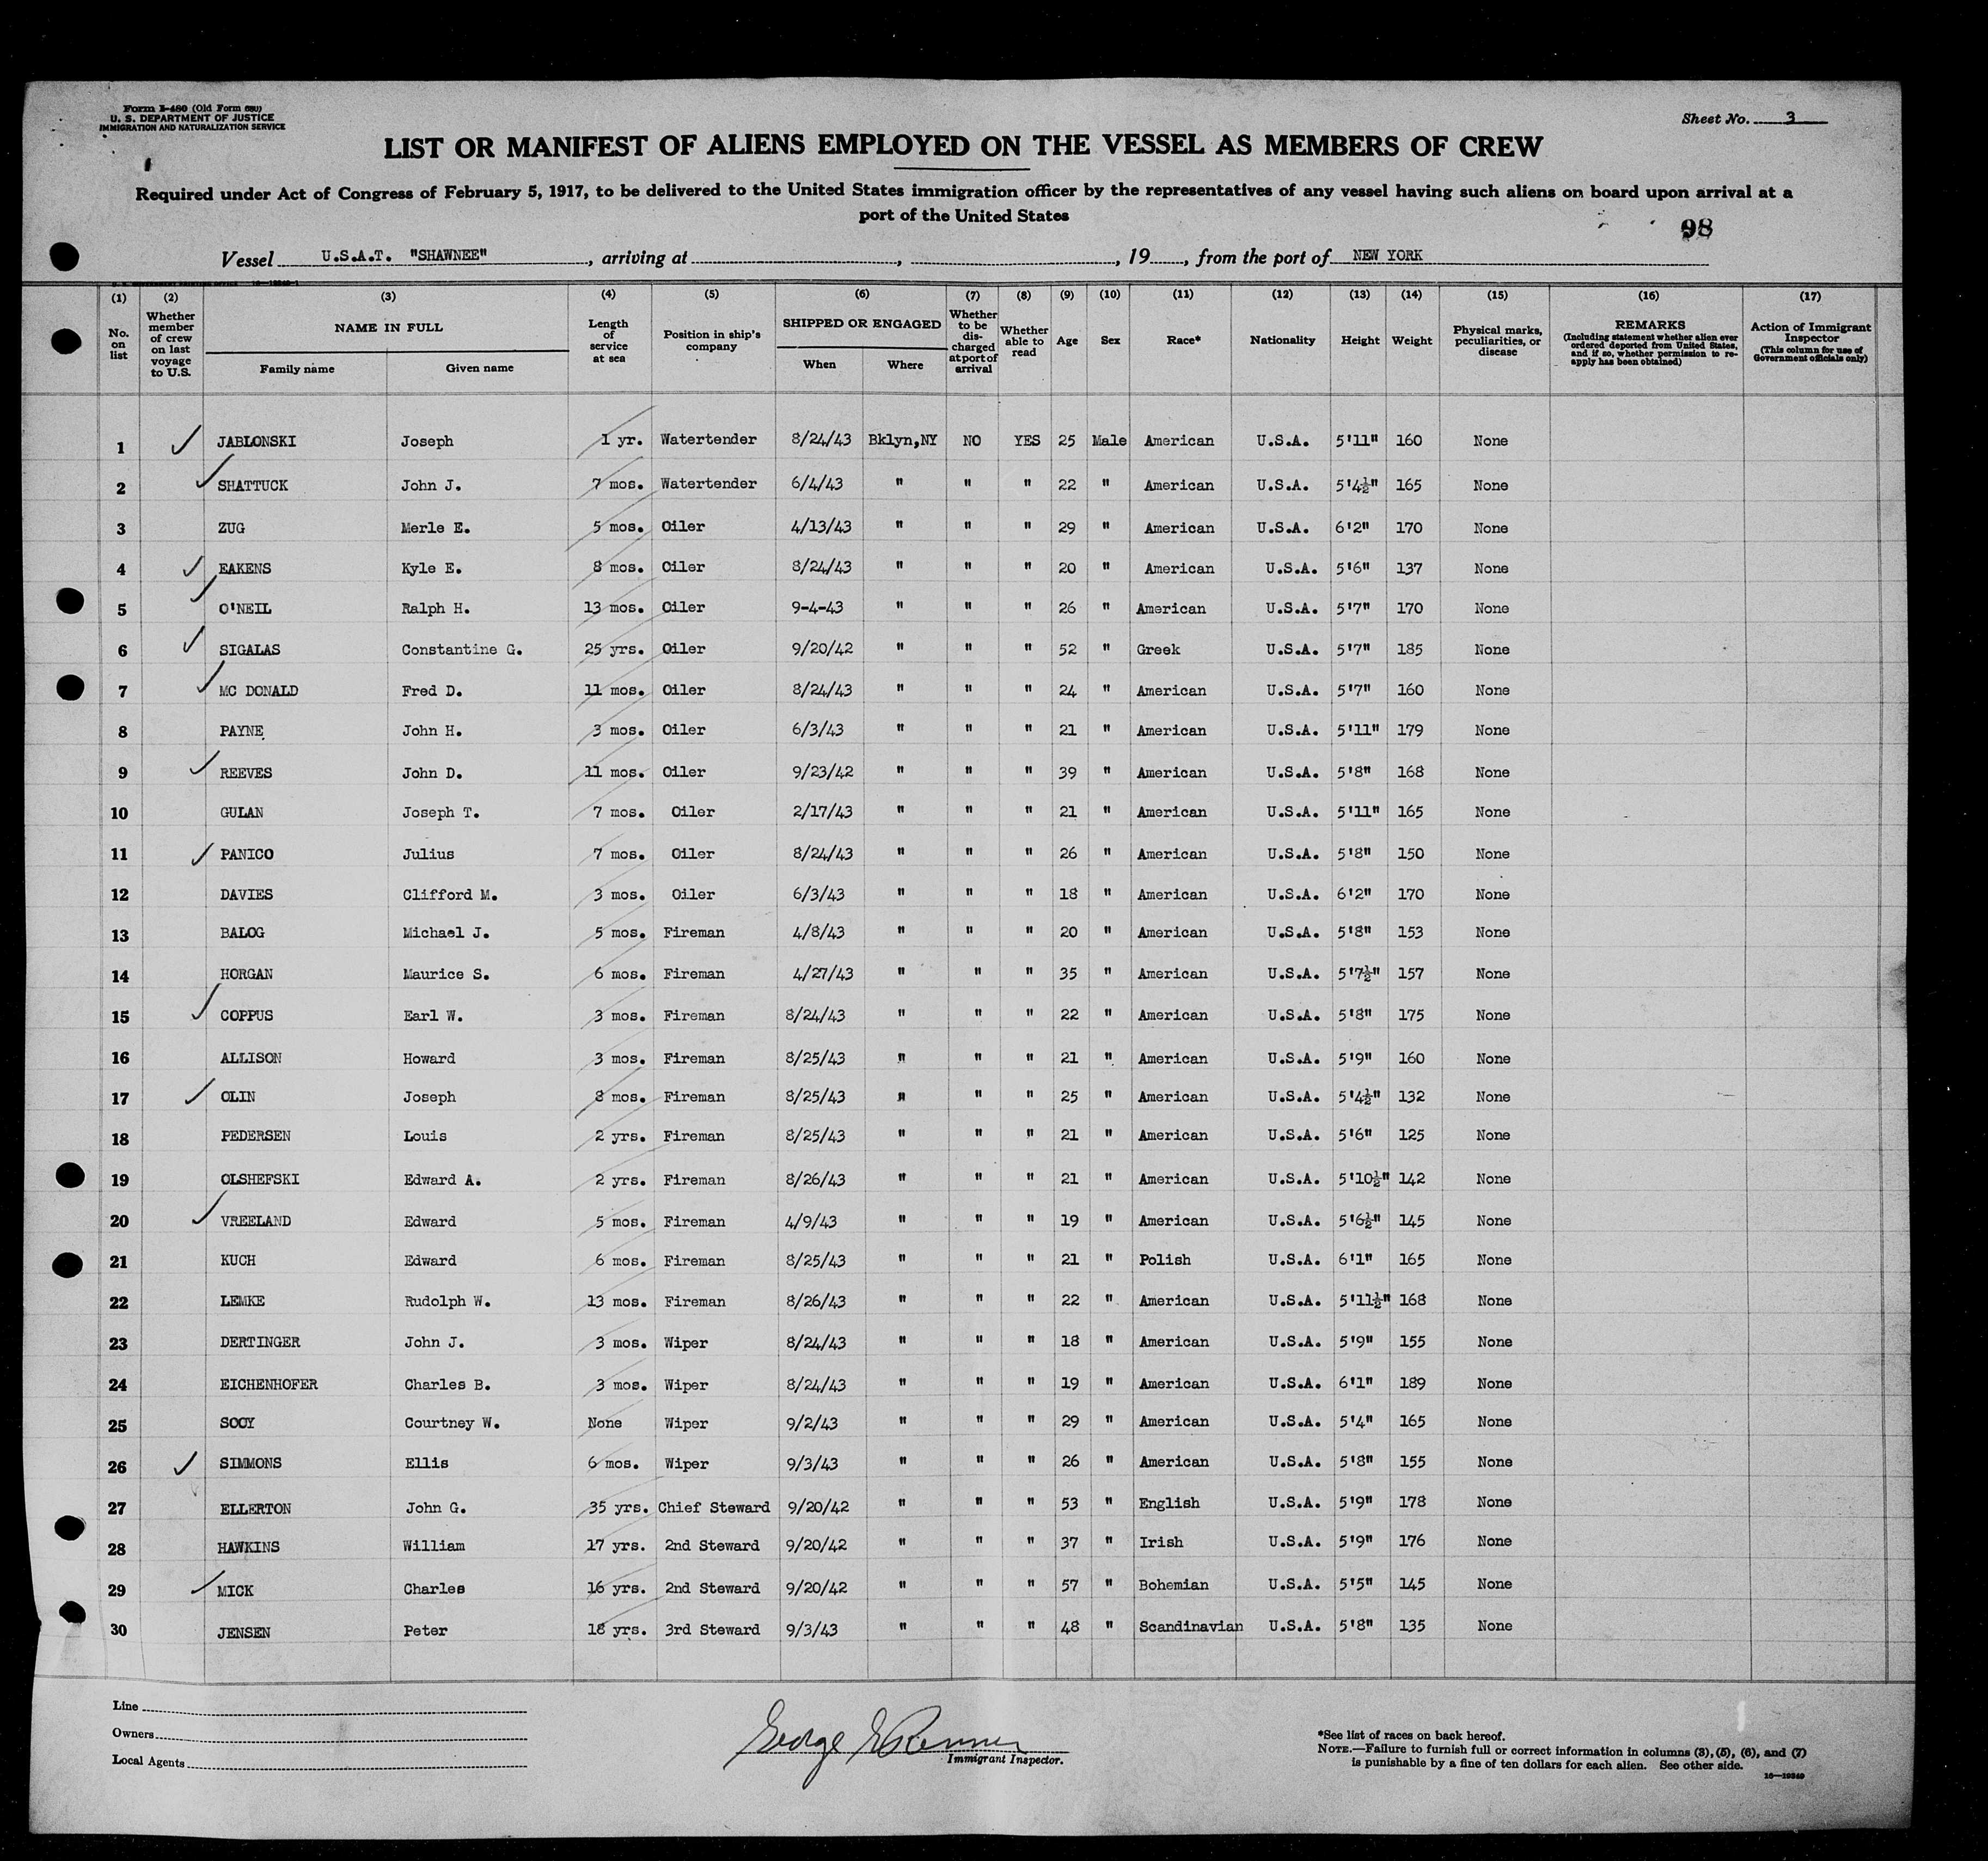 Form I-480 (Old Form 680)
U. S. DEPARTMENT OF JUSTICE
IMMIGRATION AND NATURALIZATION SERVICE
Sheet No. 3
LIST OR MANIFEST OF ALIENS EMPLOYED ON THE VESSEL AS MEMBERS OF CREW
Required under Act of Congress of February 5, 1917, to be delivered to the United States immigration officer by the representatives of any vessel having such aliens on board upon arrival at a
port of the United States
98
Vessel U.S.A.T. "SHAWNEE", arriving at , , 19 , from the port of NEW YORK
(1) (2) (3) (4) (5) (6) (7) (8) (9) (10) (11) (12) (13) (14) (15) (16) (17)
No. on list
Whether member of crew on last voyage to U.S.
NAME IN FULL
Family name Given name
Length of service at sea
Position in ship's company
SHIPPED OR ENGAGED
When Where
Whether to be discharged at port of arrival
Whether able to read
Age
Sex
Race*
Nationality
Height
Weight
Physical marks, peculiarities, or disease
REMARKS
(Including statement whether alien ever ordered deported from United States, and if so, whether permission to re-apply has been obtained)
Action of Immigrant Inspector
(This column for use of Government officials only)
1 ✓ JABLONSKI Joseph 1 yr. Watertender 8/24/43 Bklyn,NY NO YES 25 Male American U.S.A. 5'11" 160 None
2 ✓ SHATTUCK John J. 7 mos. Watertender 6/4/43 " " " 22 " American U.S.A. 5'4½" 165 None
3 ZUG Merle E. 5 mos. Oiler 4/13/43 " " " 29 " American U.S.A. 6'2" 170 None
4 ✓ EAKENS Kyle E. 8 mos. Oiler 8/24/43 " " " 20 " American U.S.A. 5'6" 137 None
5 ✓ O'NEIL Ralph H. 13 mos. Oiler 9-4-43 " " " 26 " American U.S.A. 5'7" 170 None
6 ✓ SIGALAS Constantine G. 25 yrs. Oiler 9/20/42 " " " 52 " Greek U.S.A. 5'7" 185 None
7 ✓ MC DONALD Fred D. 11 mos. Oiler 8/24/43 " " " 24 " American U.S.A. 5'7" 160 None
8 PAYNE John H. 3 mos. Oiler 6/3/43 " " " 21 " American U.S.A. 5'11" 179 None
9 ✓ REEVES John D. 11 mos. Oiler 9/23/42 " " " 39 " American U.S.A. 5'8" 168 None
10 GULAN Joseph T. 7 mos. Oiler 2/17/43 " " " 21 " American U.S.A. 5'11" 165 None
11 ✓ PANICO Julius 7 mos. Oiler 8/24/43 " " " 26 " American U.S.A. 5'8" 150 None
12 DAVIES Clifford M. 3 mos. Oiler 6/3/43 " " " 18 " American U.S.A. 6'2" 170 None
13 BALOG Michael J. 5 mos. Fireman 4/8/43 " " " 20 " American U.S.A. 5'8" 153 None
14 HORGAN Maurice S. 6 mos. Fireman 4/27/43 " " " 35 " American U.S.A. 5'7½" 157 None
15 ✓ COPPUS Earl W. 3 mos. Fireman 8/24/43 " " " 22 " American U.S.A. 5'8" 175 None
16 ALLISON Howard 3 mos. Fireman 8/25/43 " " " 21 " American U.S.A. 5'9" 160 None
17 ✓ OLIN Joseph 8 mos. Fireman 8/25/43 " " " 25 " American U.S.A. 5'4½" 132 None
18 PEDERSEN Louis 2 yrs. Fireman 8/25/43 " " " 21 " American U.S.A. 5'6" 125 None
19 OLSHEFSKI Edward A. 2 yrs. Fireman 8/26/43 " " " 21 " American U.S.A. 5'10½" 142 None
20 ✓ VREELAND Edward 5 mos. Fireman 4/9/43 " " " 19 " American U.S.A. 5'6½" 145 None
21 KUCH Edward 6 mos. Fireman 8/25/43 " " " 21 " Polish U.S.A. 6'1" 165 None
22 LEMKE Rudolph W. 13 mos. Fireman 8/26/43 " " " 22 " American U.S.A. 5'11½" 168 None
23 DERTINGER John J. 3 mos. Wiper 8/24/43 " " " 18 " American U.S.A. 5'9" 155 None
24 EICHENHOFER Charles B. 3 mos. Wiper 8/24/43 " " " 19 " American U.S.A. 6'1" 189 None
25 SOOY Courtney W. None Wiper 9/2/43 " " " 29 " American U.S.A. 5'4" 165 None
26 ✓ SIMMONS Ellis 6 mos. Wiper 9/3/43 " " " 26 " American U.S.A. 5'8" 155 None
27 ELLERTON John G. 35 yrs. Chief Steward 9/20/42 " " " 53 " English U.S.A. 5'9" 178 None
28 HAWKINS William 17 yrs. 2nd Steward 9/20/42 " " " 37 " Irish U.S.A. 5'9" 176 None
29 ✓ MICK Charles 16 yrs. 2nd Steward 9/20/42 " " " 57 " Bohemian U.S.A. 5'5" 145 None
30 JENSEN Peter 18 yrs. 3rd Steward 9/3/43 " " " 48 " Scandinavian U.S.A. 5'8" 135 None
Line
Owners
Local Agents
George
Immigrant Inspector.
*See list of races on back hereof.
NOTE.—Failure to furnish full or correct information in columns (3), (5), (6), and (7)
is punishable by a fine of ten dollars for each alien. See other side.
16—19349